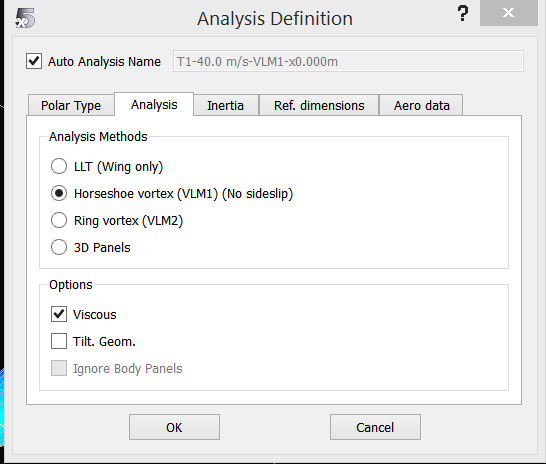 Analysis Definition
? x
Auto Analysis Name T1-40.0 m/s-VLM1-x0.000m
Polar Type Analysis Inertia Ref. dimensions Aero data
Analysis Methods
LLT (Wing only)
Horseshoe vortex (VLM1) (No sideslip)
Ring vortex (VLM2)
3D Panels
Options
Viscous
Tilt. Geom.
Ignore Body Panels
OK Cancel